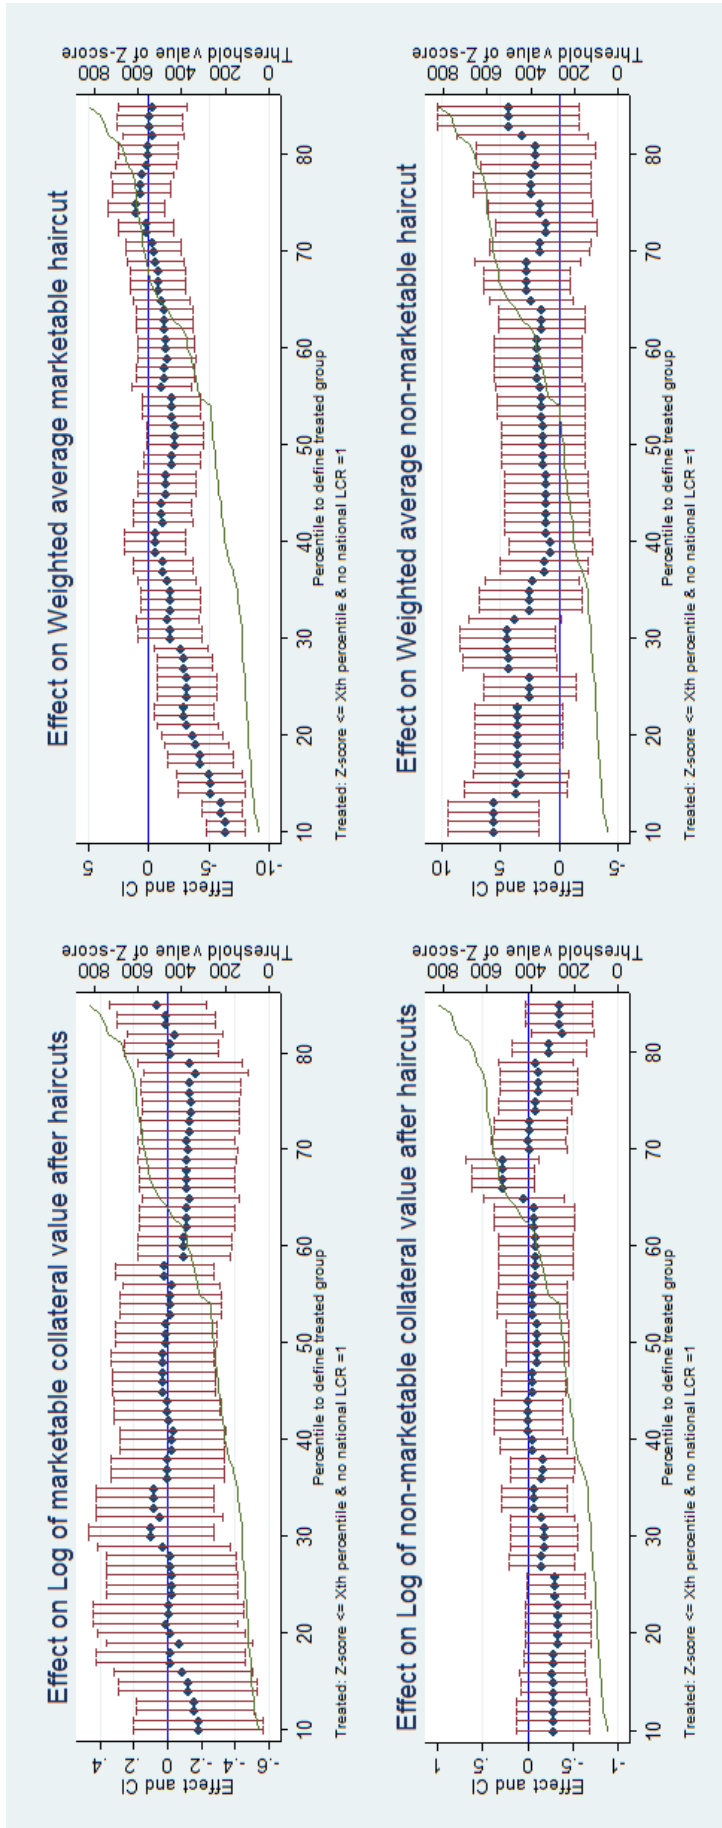 Effect on Log of marketable collateral value after haircuts
Effect and CI
.4
.2
0
-.2
-.4
-.6
Threshold value of Z-score
800
600
400
200
0
10 20 30 40 50 60 70 80
Percentile to define treated group
Treated: Z-score <= Xth percentile & no national LCR =1
Effect on Weighted average marketable haircut
Effect and CI
5
0
-5
-10
Threshold value of Z-score
800
600
400
200
0
10 20 30 40 50 60 70 80
Percentile to define treated group
Treated: Z-score <= Xth percentile & no national LCR =1
Effect on Log of non-marketable collateral value after haircuts
Effect and CI
1
.5
0
-.5
-1
Threshold value of Z-score
800
600
400
200
0
10 20 30 40 50 60 70 80
Percentile to define treated group
Treated: Z-score <= Xth percentile & no national LCR =1
Effect on Weighted average non-marketable haircut
Effect and CI
10
5
0
-5
Threshold value of Z-score
800
600
400
200
0
10 20 30 40 50 60 70 80
Percentile to define treated group
Treated: Z-score <= Xth percentile & no national LCR =1